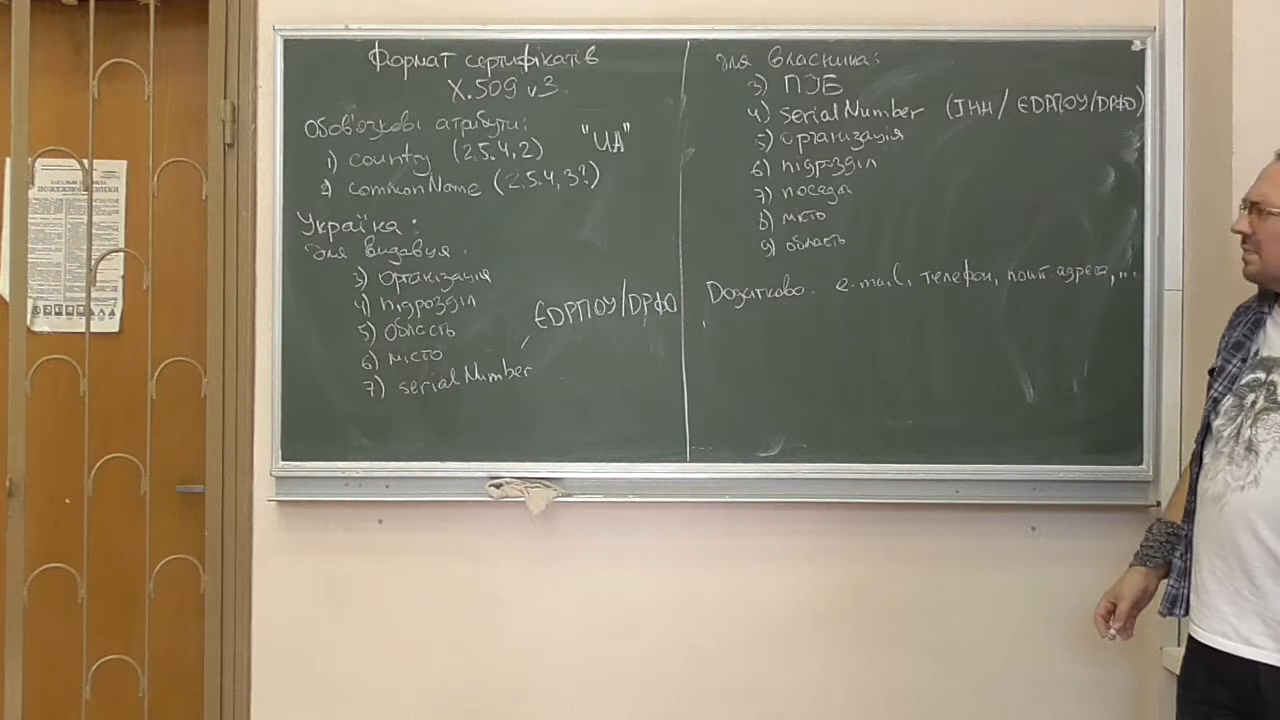 Формат сертифікатів
X.509 v3.
Обов'язкові атрибути:
1) country (2.5.4,2) "UA"
2) commonName (2.5.4,3?)
Україна:
для видавця.
3) Організація
4) підрозділ
5) Область
6) місто
7) serialNumber
ЄДРПОУ/ДРФО
для власника:
3) ПІБ
4) serialNumber (ІНН/ЄДРПОУ/ДРФО)
5) організація
6) підрозділ
7) посада
8) місто
9) область
Додатково. e-mail, телефон, пошт адреса,...